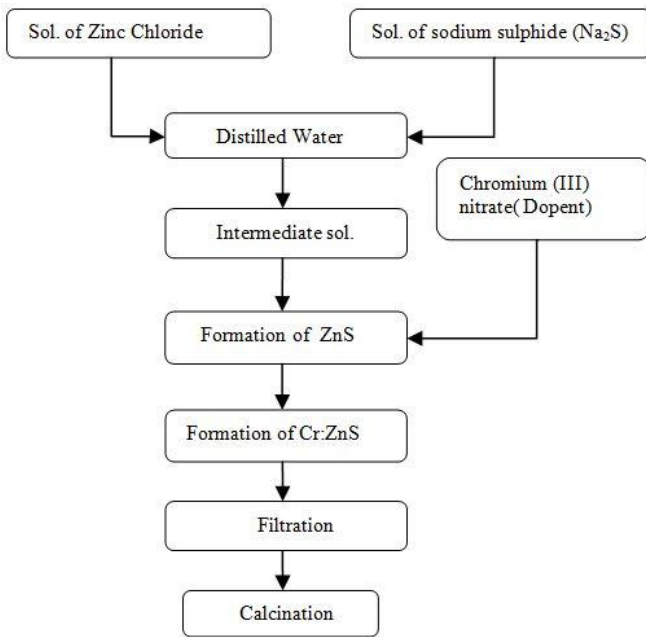 Sol. of Zinc Chloride
Sol. of sodium sulphide (Na₂S)
Distilled Water
Chromium (III)
nitrate( Dopent)
Intermediate sol.
Formation of ZnS
Formation of Cr:ZnS
Filtration
Calcination